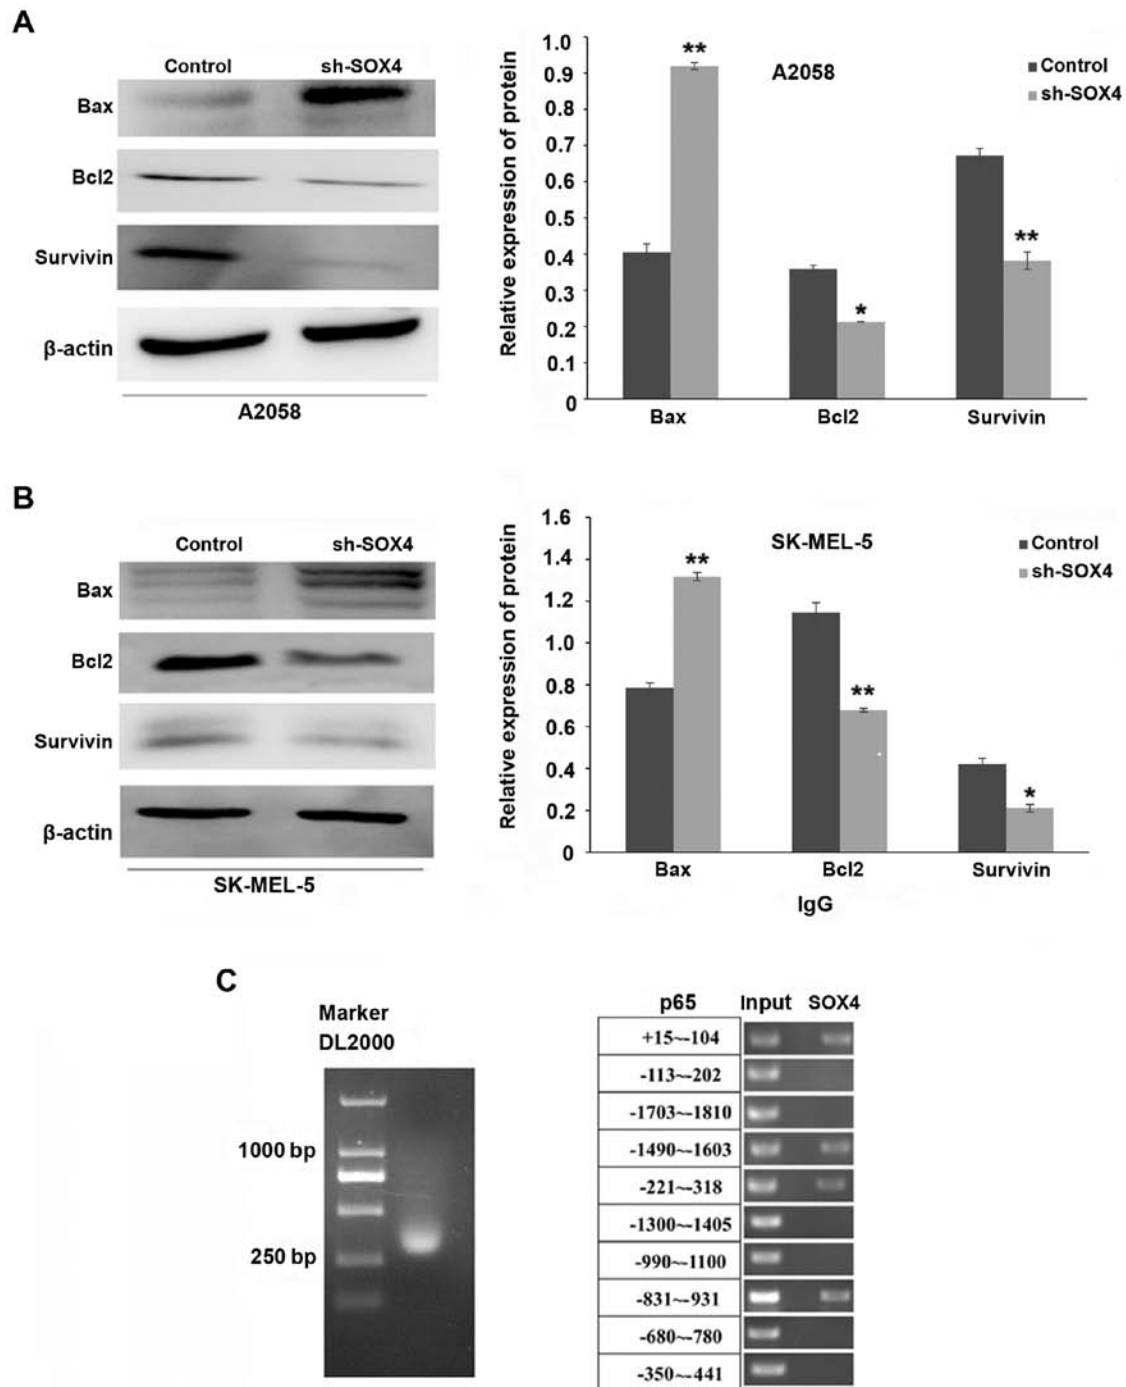 A
Control sh-SOX4
Bax
Bcl2
Survivin
β-actin
A2058
Relative expression of protein
1.0
0.9
0.8
0.7
0.6
0.5
0.4
0.3
0.2
0.1
0
A2058
Control
sh-SOX4
**
*
**
Bax Bcl2 Survivin
B
Control sh-SOX4
Bax
Bcl2
Survivin
β-actin
SK-MEL-5
Relative expression of protein
1.6
1.4
1.2
1.0
0.8
0.6
0.4
0.2
0
SK-MEL-5
Control
sh-SOX4
**
**
*
Bax Bcl2 Survivin
IgG
C
Marker
DL2000
1000 bp
250 bp
p65 Input SOX4
+15~-104
-113~-202
-1703~-1810
-1490~-1603
-221~-318
-1300~-1405
-990~-1100
-831~-931
-680~-780
-350~-441